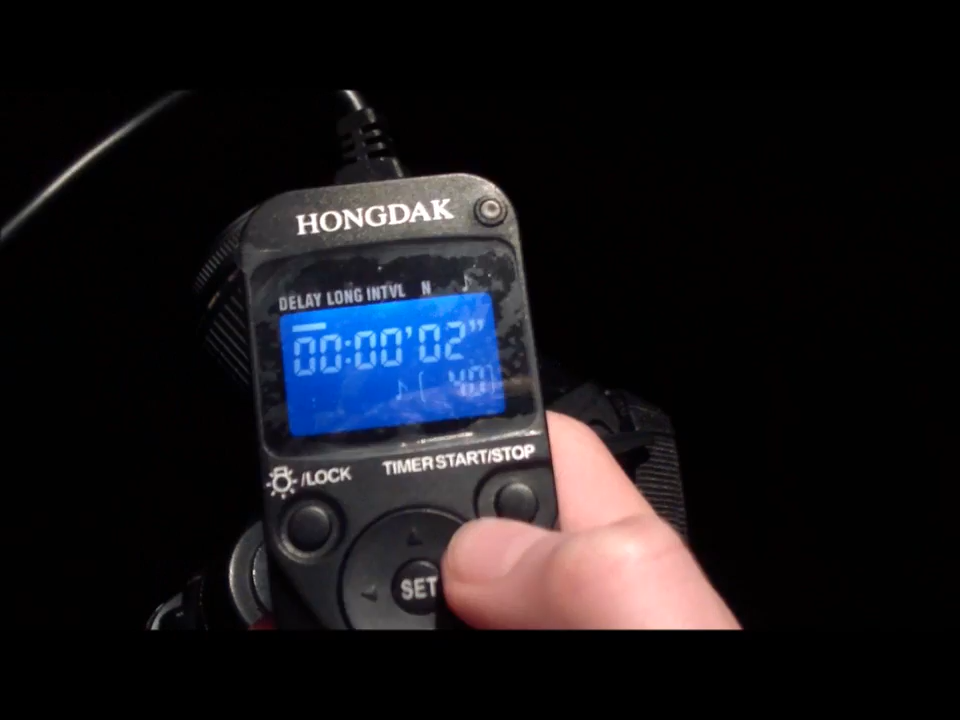 HONGDAK
DELAY LONG INTVL N
00:00'02"
/LOCK
TIMER START/STOP
SET